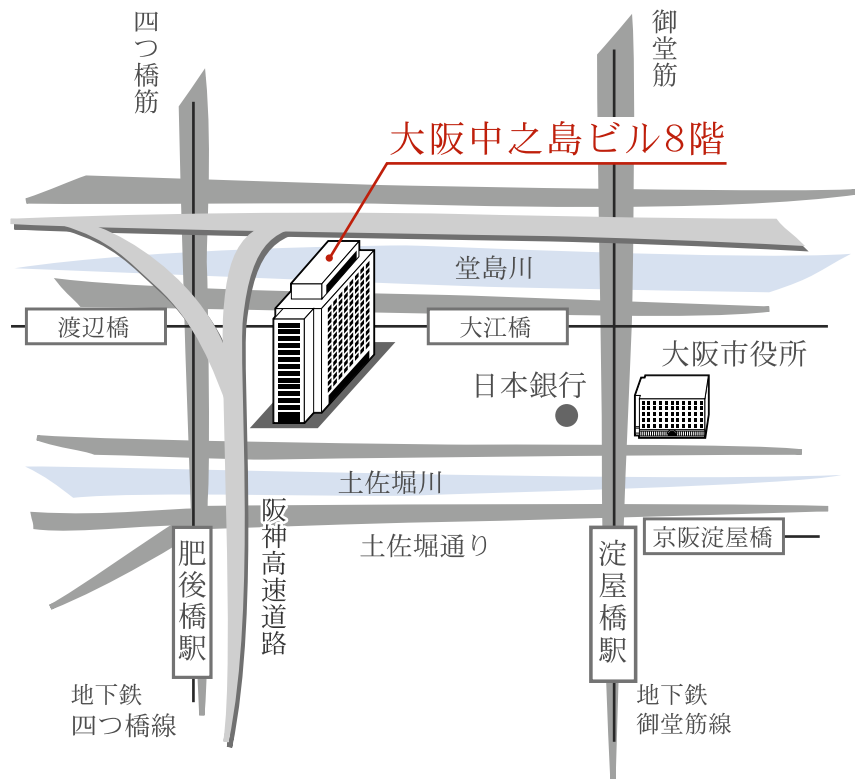 四つ橋筋
御堂筋
大阪中之島ビル8階
堂島川
渡辺橋
大江橋
大阪市役所
日本銀行
土佐堀川
阪神高速道路
土佐堀通り
京阪淀屋橋
肥後橋駅
淀屋橋駅
地下鉄
四つ橋線
地下鉄
御堂筋線